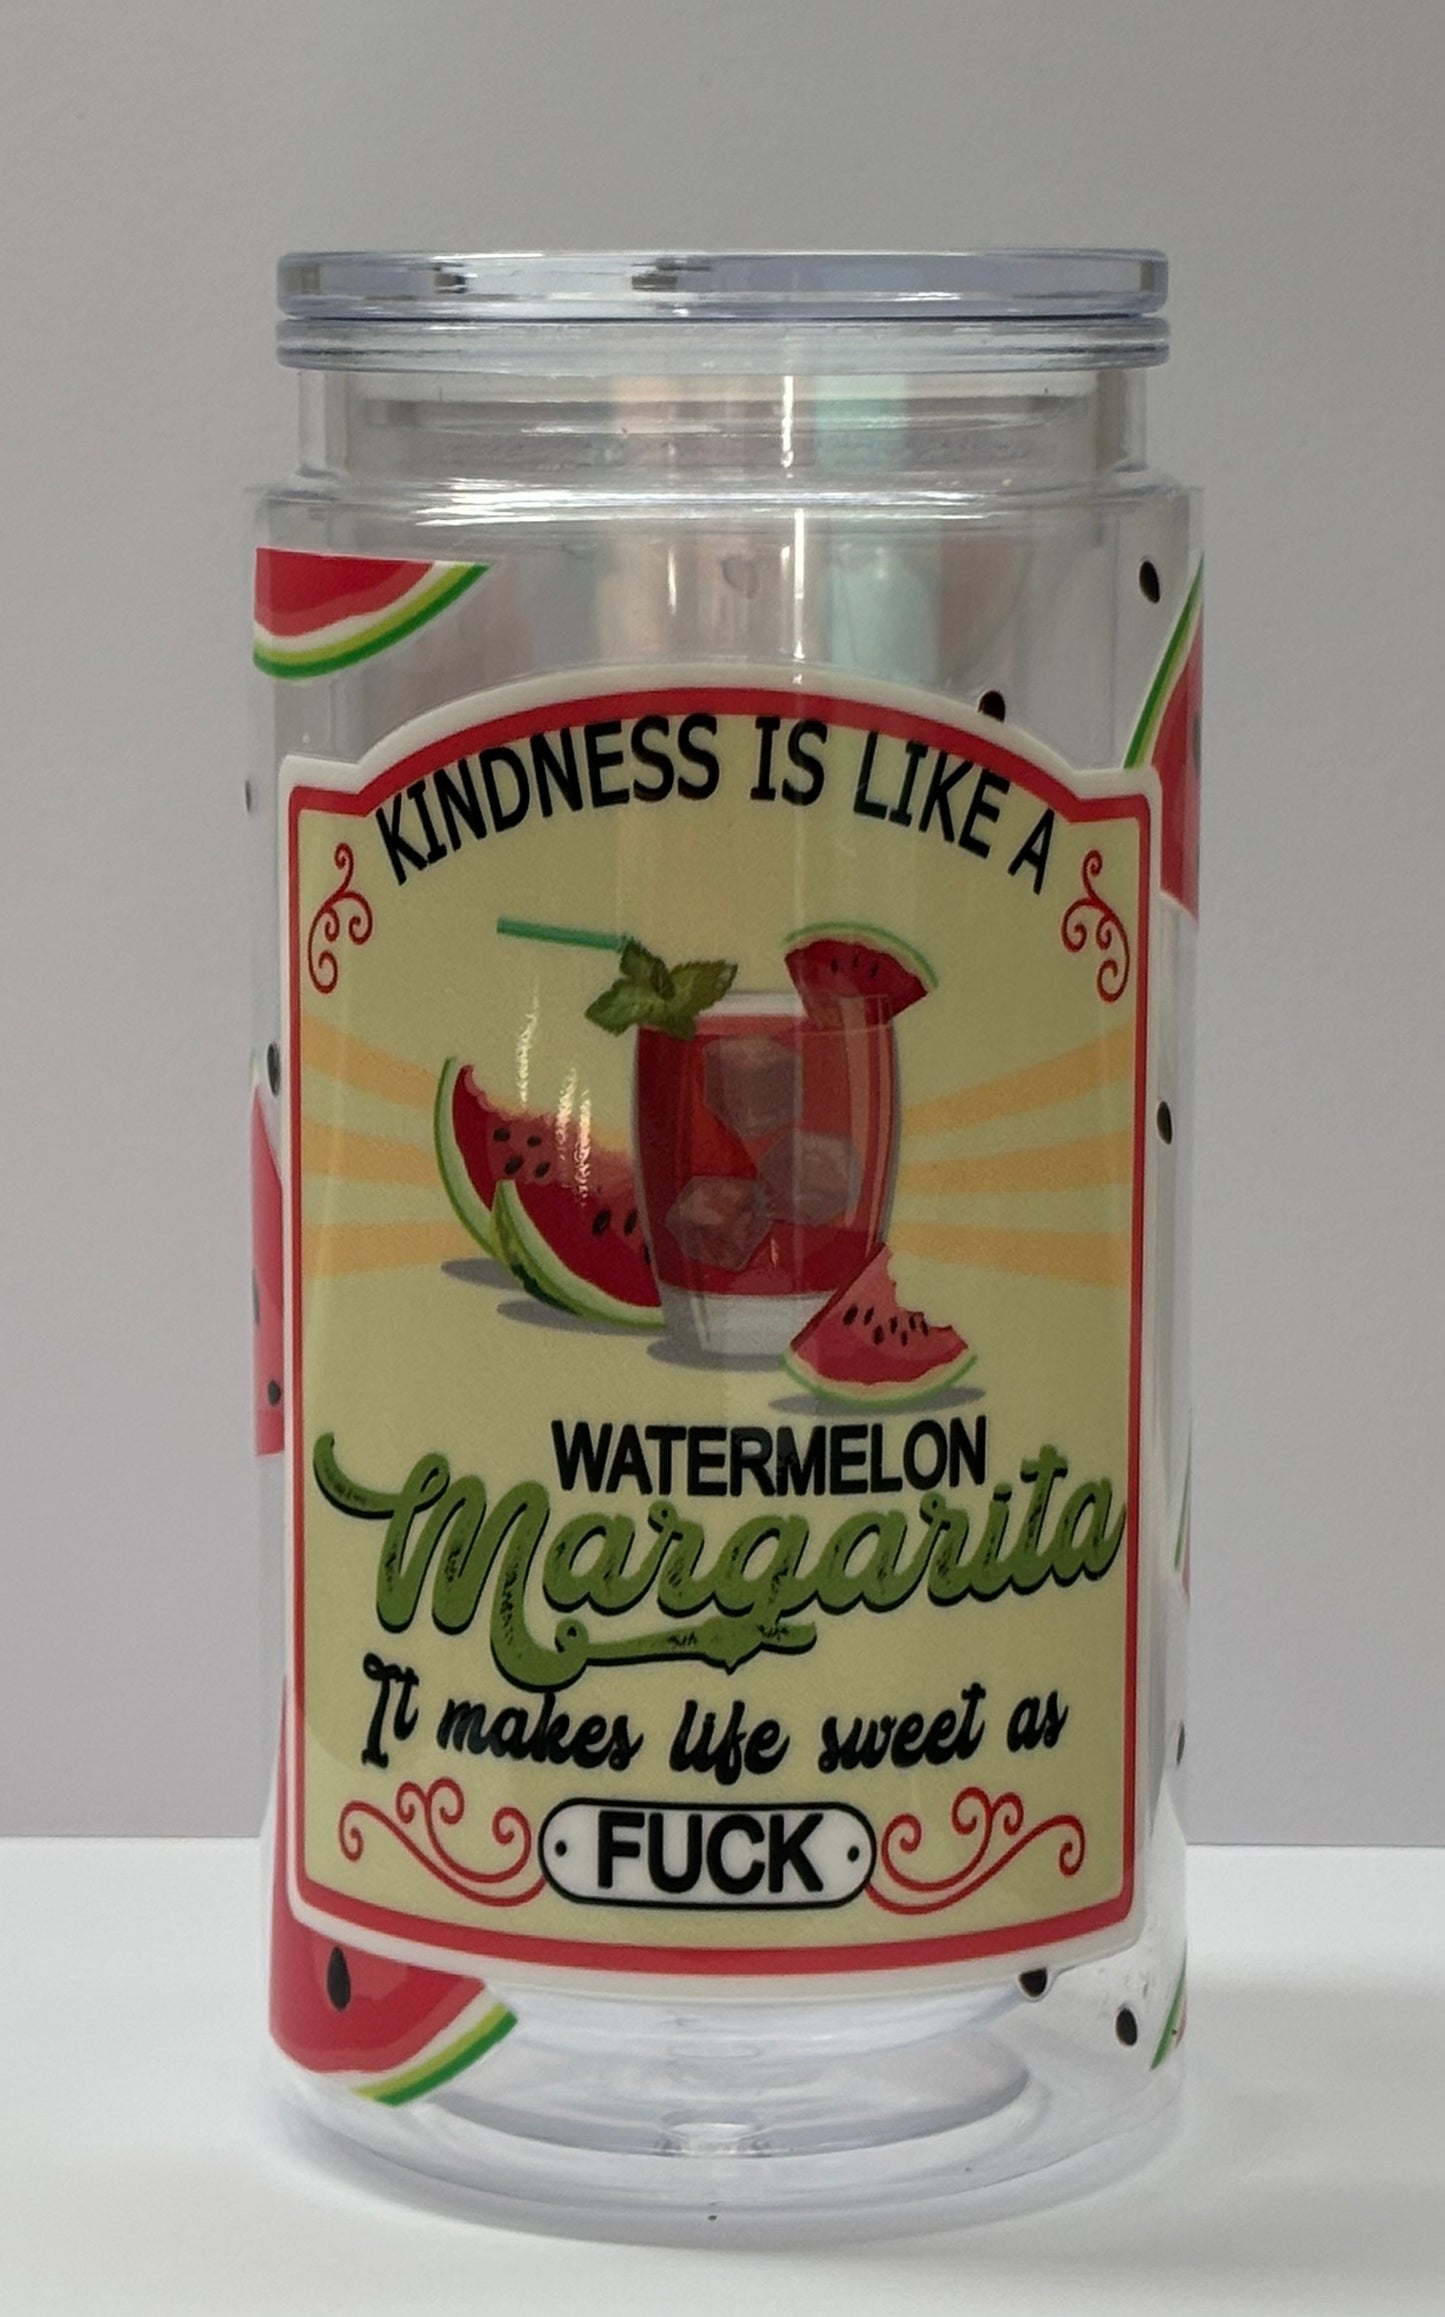 KINDNESS IS LIKE A
WATERMELON
Margarita
It makes life sweet as
FUCK